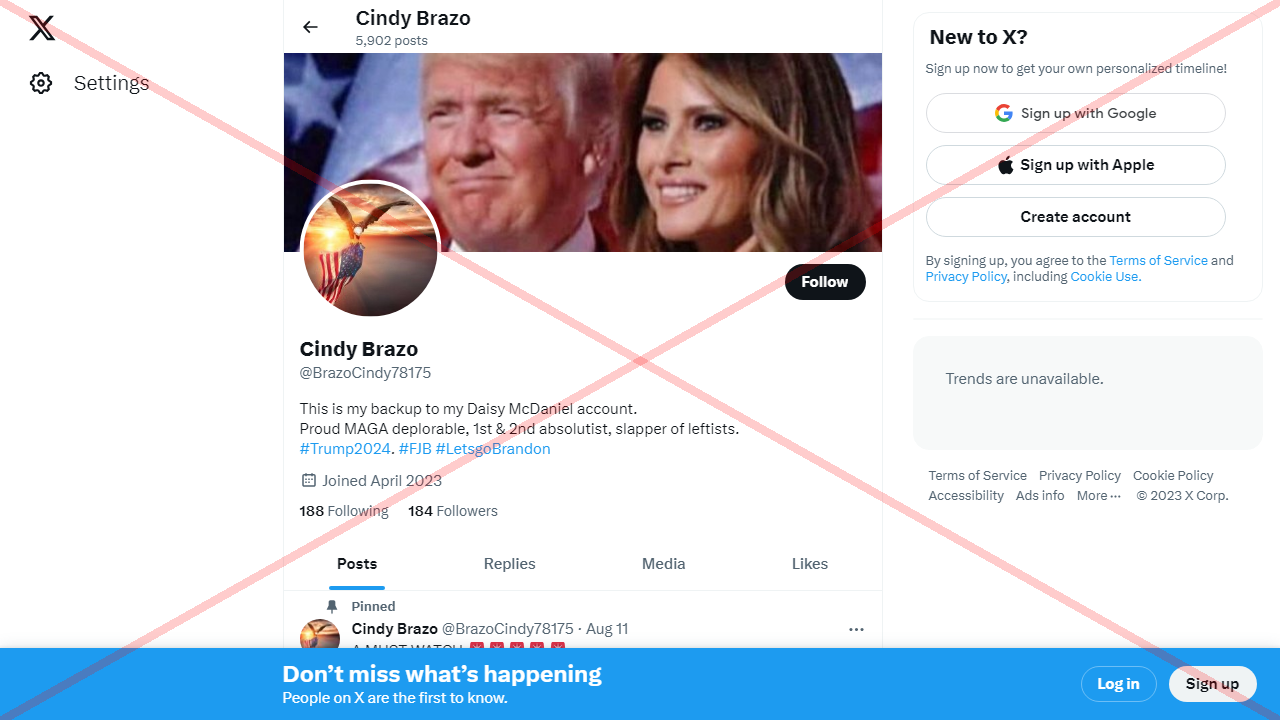 Cindy Brazo
5,902 posts
Settings
Follow
Cindy Brazo
@BrazoCindy78175
This is my backup to my Daisy McDaniel account.
Proud MAGA deplorable, 1st & 2nd absolutist, slapper of leftists.
#Trump2024. #FJB #LetsgoBrandon
Joined April 2023
188 Following 184 Followers
Posts Replies Media Likes
Pinned
Cindy Brazo @BrazoCindy78175 · Aug 11
A MUST WATCH
New to X?
Sign up now to get your own personalized timeline!
Sign up with Google
Sign up with Apple
Create account
By signing up, you agree to the Terms of Service and
Privacy Policy, including Cookie Use.
Trends are unavailable.
Terms of Service Privacy Policy Cookie Policy
Accessibility Ads info More ··· © 2023 X Corp.
Don’t miss what’s happening
People on X are the first to know.
Log in Sign up